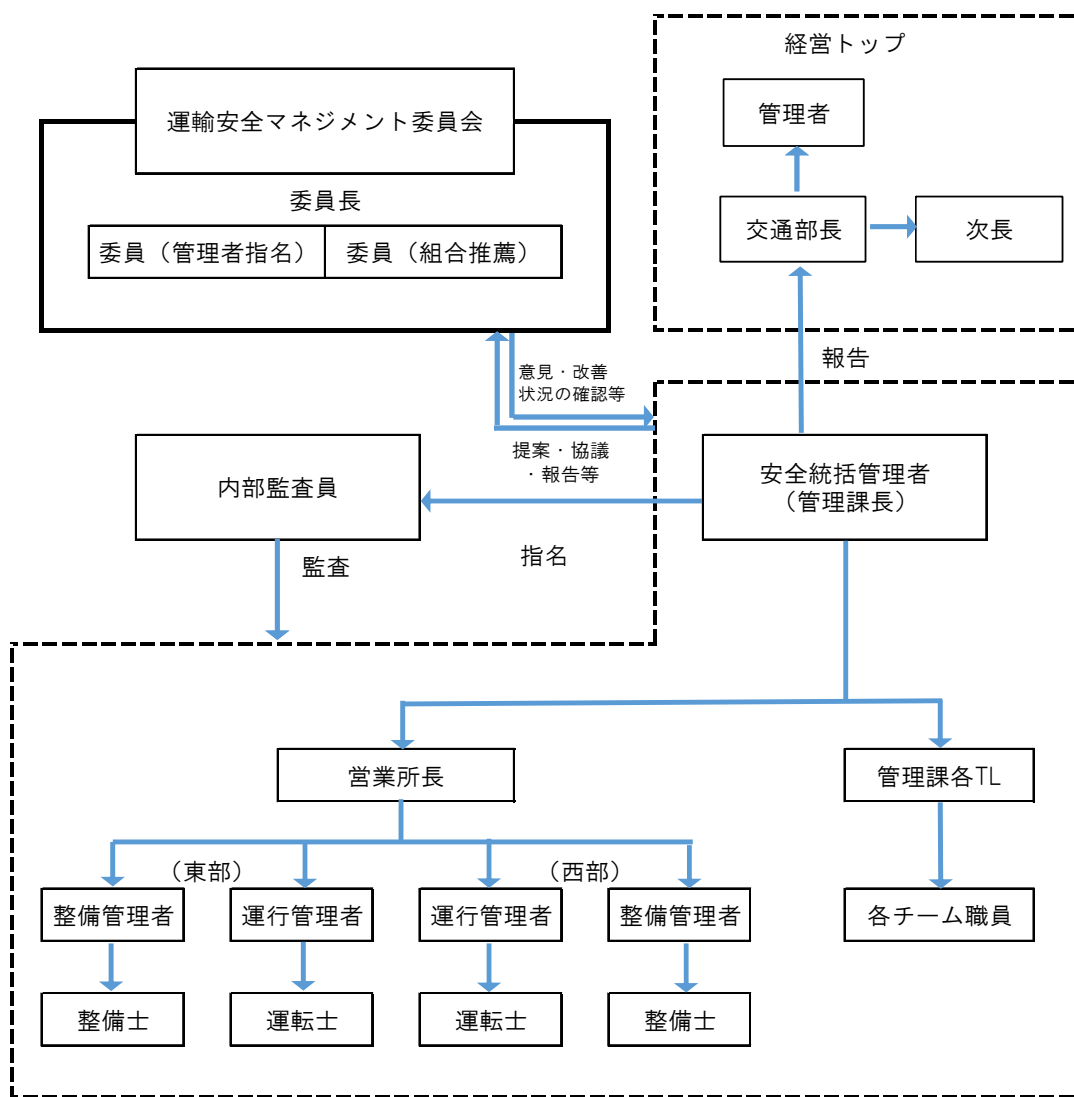 経営トップ
管理者
運輸安全マネジメント委員会
委員長
交通部長
次長
委員（管理者指名）
委員（組合推薦）
報告
意見・改善
状況の確認等
提案・協議
・報告等
内部監査員
安全統括管理者
（管理課長）
指名
監査
営業所長
管理課各TL
（東部）
（西部）
整備管理者
運行管理者
運行管理者
整備管理者
各チーム職員
整備士
運転士
運転士
整備士